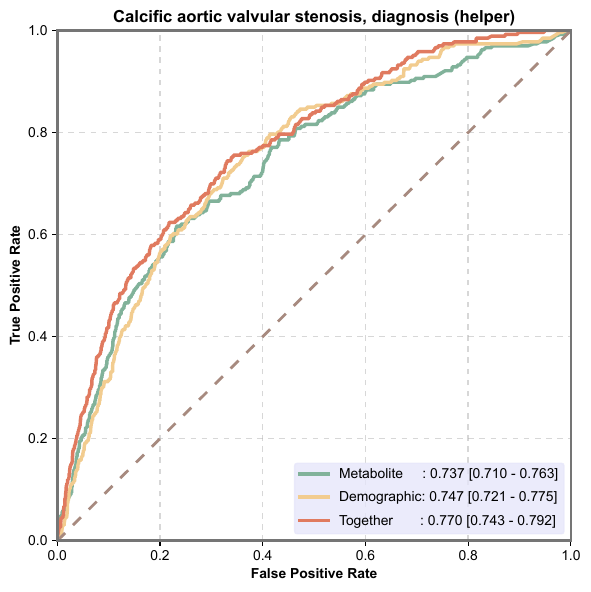 Calcific aortic valvular stenosis, diagnosis (helper)
True Positive Rate
1.0
0.8
0.6
0.4
0.2
0.0
Metabolite : 0.737 [0.710 - 0.763]
Demographic: 0.747 [0.721 - 0.775]
Together : 0.770 [0.743 - 0.792]
0.0 0.2 0.4 0.6 0.8 1.0
False Positive Rate